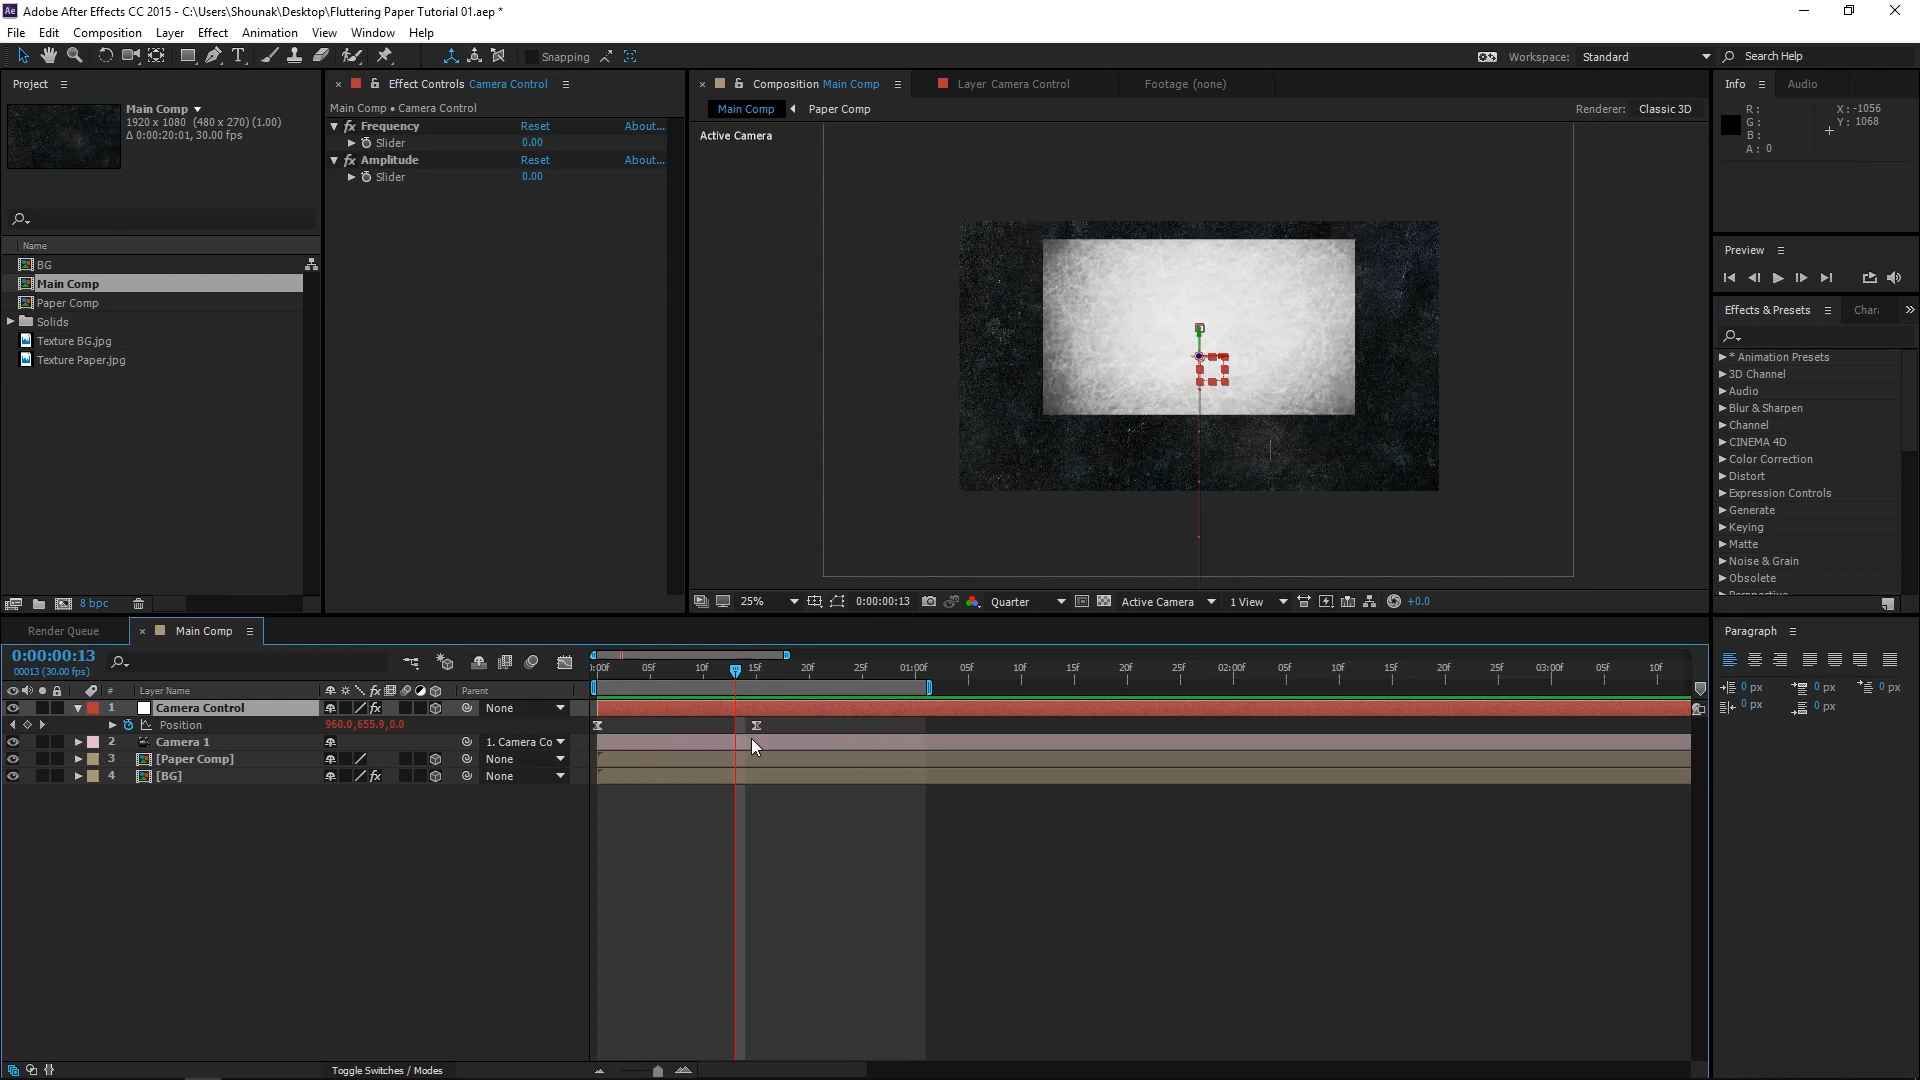 Ae Adobe After Effects CC 2015 - C:\Users\Shounak\Desktop\Fluttering Paper Tutorial 01.aep *
File Edit Composition Layer Effect Animation View Window Help
Snapping
Workspace: Standard
Search Help
Project
Effect Controls Camera Control
Composition Main Comp
Layer Camera Control
Footage (none)
Info Audio
Main Comp
1920 x 1080 (480 x 270) (1.00)
Δ 0:00:20:01, 30.00 fps
Main Comp • Camera Control
fx Frequency Reset About...
Slider 0.00
fx Amplitude Reset About...
Slider 0.00
Main Comp Paper Comp
Renderer: Classic 3D
Active Camera
R:
G:
B:
A: 0
X: -1056
Y: 1068
Name
BG
Main Comp
Paper Comp
Solids
Texture BG.jpg
Texture Paper.jpg
Preview
Effects & Presets
Chara
* Animation Presets
3D Channel
Audio
Blur & Sharpen
Channel
CINEMA 4D
Color Correction
Distort
Expression Controls
Generate
Keying
Matte
Noise & Grain
Obsolete
8 bpc
25%
0:00:00:13
Quarter
Active Camera
1 View
+0.0
Render Queue
Main Comp
Paragraph
0:00:00:13
00013 (30.00 fps)
:00F 05f 10f 15f 20f 25f 01:00f 05f 10f 15f 20f 25f 02:00f 05f 10f 15f 20f 25f 03:00f 05f 10f
# Layer Name fx Parent
1 Camera Control fx None
Position 960.0,655.9,0.0
2 Camera 1 1. Camera Co
3 [Paper Comp] None
4 [BG] fx None
0 px 0 px 0 px
0 px 0 px
Toggle Switches / Modes